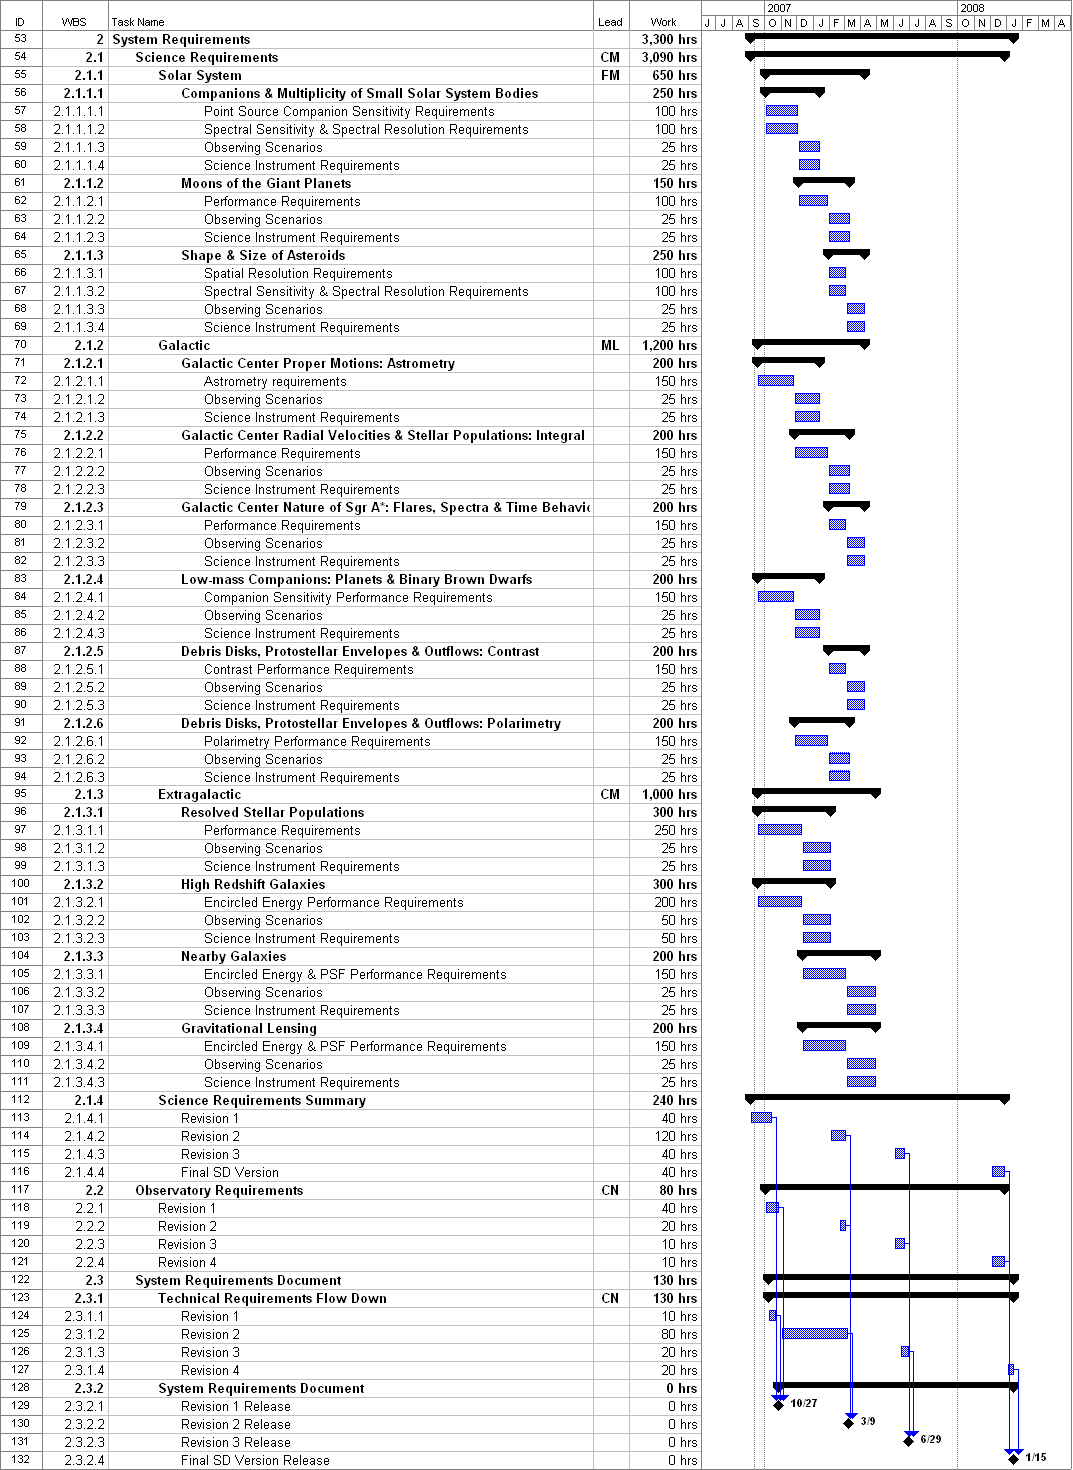 2007 2008
ID WBS Task Name Lead Work J J A S O N D J F M A M J J A S O N D J F M A
53 2 System Requirements 3,300 hrs
54 2.1 Science Requirements CM 3,090 hrs
55 2.1.1 Solar System FM 650 hrs
56 2.1.1.1 Companions & Multiplicity of Small Solar System Bodies 250 hrs
57 2.1.1.1.1 Point Source Companion Sensitivity Requirements 100 hrs
58 2.1.1.1.2 Spectral Sensitivity & Spectral Resolution Requirements 100 hrs
59 2.1.1.1.3 Observing Scenarios 25 hrs
60 2.1.1.1.4 Science Instrument Requirements 25 hrs
61 2.1.1.2 Moons of the Giant Planets 150 hrs
62 2.1.1.2.1 Performance Requirements 100 hrs
63 2.1.1.2.2 Observing Scenarios 25 hrs
64 2.1.1.2.3 Science Instrument Requirements 25 hrs
65 2.1.1.3 Shape & Size of Asteroids 250 hrs
66 2.1.1.3.1 Spatial Resolution Requirements 100 hrs
67 2.1.1.3.2 Spectral Sensitivity & Spectral Resolution Requirements 100 hrs
68 2.1.1.3.3 Observing Scenarios 25 hrs
69 2.1.1.3.4 Science Instrument Requirements 25 hrs
70 2.1.2 Galactic ML 1,200 hrs
71 2.1.2.1 Galactic Center Proper Motions: Astrometry 200 hrs
72 2.1.2.1.1 Astrometry requirements 150 hrs
73 2.1.2.1.2 Observing Scenarios 25 hrs
74 2.1.2.1.3 Science Instrument Requirements 25 hrs
75 2.1.2.2 Galactic Center Radial Velocities & Stellar Populations: Integral 200 hrs
76 2.1.2.2.1 Performance Requirements 150 hrs
77 2.1.2.2.2 Observing Scenarios 25 hrs
78 2.1.2.2.3 Science Instrument Requirements 25 hrs
79 2.1.2.3 Galactic Center Nature of Sgr A*: Flares, Spectra & Time Behavio 200 hrs
80 2.1.2.3.1 Performance Requirements 150 hrs
81 2.1.2.3.2 Observing Scenarios 25 hrs
82 2.1.2.3.3 Science Instrument Requirements 25 hrs
83 2.1.2.4 Low-mass Companions: Planets & Binary Brown Dwarfs 200 hrs
84 2.1.2.4.1 Companion Sensitivity Performance Requirements 150 hrs
85 2.1.2.4.2 Observing Scenarios 25 hrs
86 2.1.2.4.3 Science Instrument Requirements 25 hrs
87 2.1.2.5 Debris Disks, Protostellar Envelopes & Outflows: Contrast 200 hrs
88 2.1.2.5.1 Contrast Performance Requirements 150 hrs
89 2.1.2.5.2 Observing Scenarios 25 hrs
90 2.1.2.5.3 Science Instrument Requirements 25 hrs
91 2.1.2.6 Debris Disks, Protostellar Envelopes & Outflows: Polarimetry 200 hrs
92 2.1.2.6.1 Polarimetry Performance Requirements 150 hrs
93 2.1.2.6.2 Observing Scenarios 25 hrs
94 2.1.2.6.3 Science Instrument Requirements 25 hrs
95 2.1.3 Extragalactic CM 1,000 hrs
96 2.1.3.1 Resolved Stellar Populations 300 hrs
97 2.1.3.1.1 Performance Requirements 250 hrs
98 2.1.3.1.2 Observing Scenarios 25 hrs
99 2.1.3.1.3 Science Instrument Requirements 25 hrs
100 2.1.3.2 High Redshift Galaxies 300 hrs
101 2.1.3.2.1 Encircled Energy Performance Requirements 200 hrs
102 2.1.3.2.2 Observing Scenarios 50 hrs
103 2.1.3.2.3 Science Instrument Requirements 50 hrs
104 2.1.3.3 Nearby Galaxies 200 hrs
105 2.1.3.3.1 Encircled Energy & PSF Performance Requirements 150 hrs
106 2.1.3.3.2 Observing Scenarios 25 hrs
107 2.1.3.3.3 Science Instrument Requirements 25 hrs
108 2.1.3.4 Gravitational Lensing 200 hrs
109 2.1.3.4.1 Encircled Energy & PSF Performance Requirements 150 hrs
110 2.1.3.4.2 Observing Scenarios 25 hrs
111 2.1.3.4.3 Science Instrument Requirements 25 hrs
112 2.1.4 Science Requirements Summary 240 hrs
113 2.1.4.1 Revision 1 40 hrs
114 2.1.4.2 Revision 2 120 hrs
115 2.1.4.3 Revision 3 40 hrs
116 2.1.4.4 Final SD Version 40 hrs
117 2.2 Observatory Requirements CN 80 hrs
118 2.2.1 Revision 1 40 hrs
119 2.2.2 Revision 2 20 hrs
120 2.2.3 Revision 3 10 hrs
121 2.2.4 Revision 4 10 hrs
122 2.3 System Requirements Document 130 hrs
123 2.3.1 Technical Requirements Flow Down CN 130 hrs
124 2.3.1.1 Revision 1 10 hrs
125 2.3.1.2 Revision 2 80 hrs
126 2.3.1.3 Revision 3 20 hrs
127 2.3.1.4 Revision 4 20 hrs
128 2.3.2 System Requirements Document 0 hrs
129 2.3.2.1 Revision 1 Release 0 hrs 10/27
130 2.3.2.2 Revision 2 Release 0 hrs 3/9
131 2.3.2.3 Revision 3 Release 0 hrs 6/29
132 2.3.2.4 Final SD Version Release 0 hrs 1/15